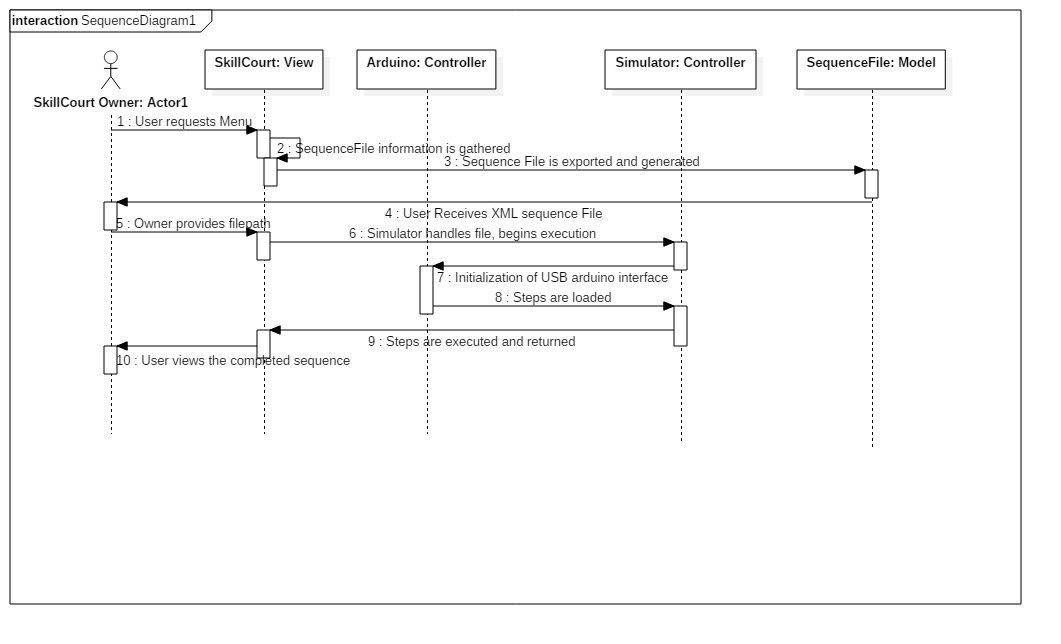 interaction SequenceDiagram1
SkillCourt: View
Arduino: Controller
Simulator: Controller
SequenceFile: Model
SkillCourt Owner: Actor1
1 : User requests Menu
2 : SequenceFile information is gathered
3 : Sequence File is exported and generated
4 : User Receives XML sequence File
5 : Owner provides filepath
6 : Simulator handles file, begins execution
7 : Initialization of USB arduino interface
8 : Steps are loaded
9 : Steps are executed and returned
10 : User views the completed sequence